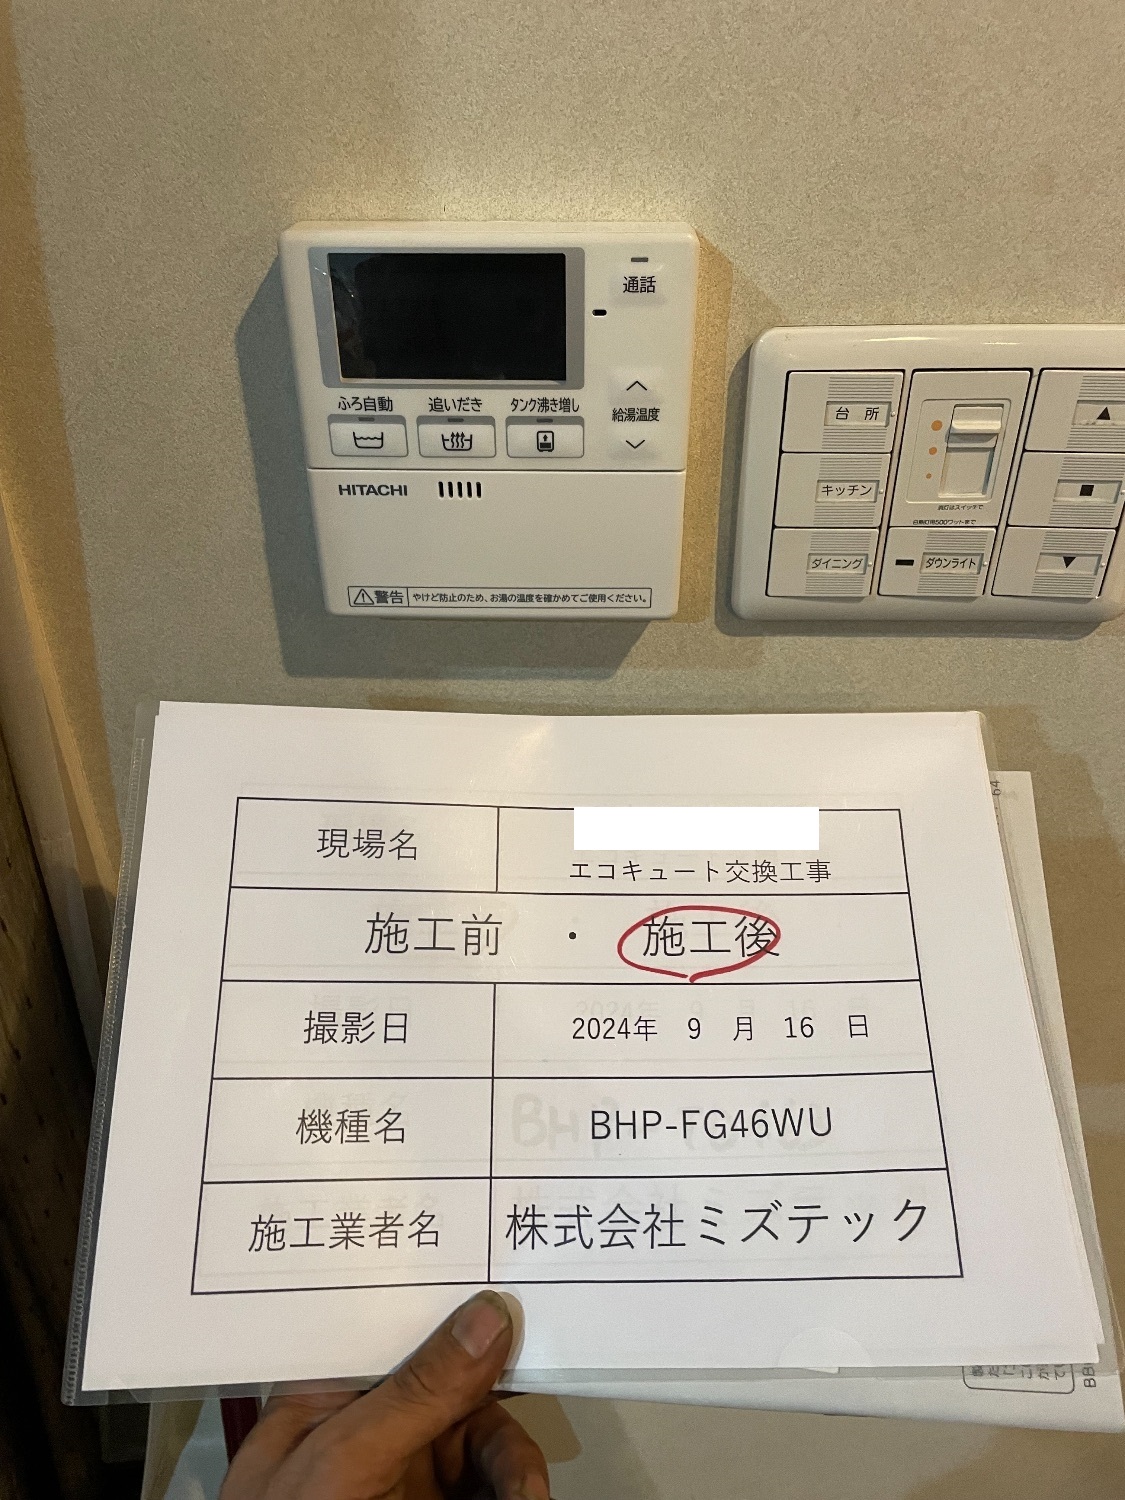 通話
ふろ自動 追いだき タンク沸き増し
給湯温度
HITACHI
警告 やけど防止のため、お湯の温度を確かめてご使用ください。
台 所
キッチン
ダイニング
ダウンライト
現場名
エコキュート交換工事
施工前 ・ 施工後
撮影日 2024年 9 月 16 日
機種名 BHP-FG46WU
施工業者名 株式会社ミズテック